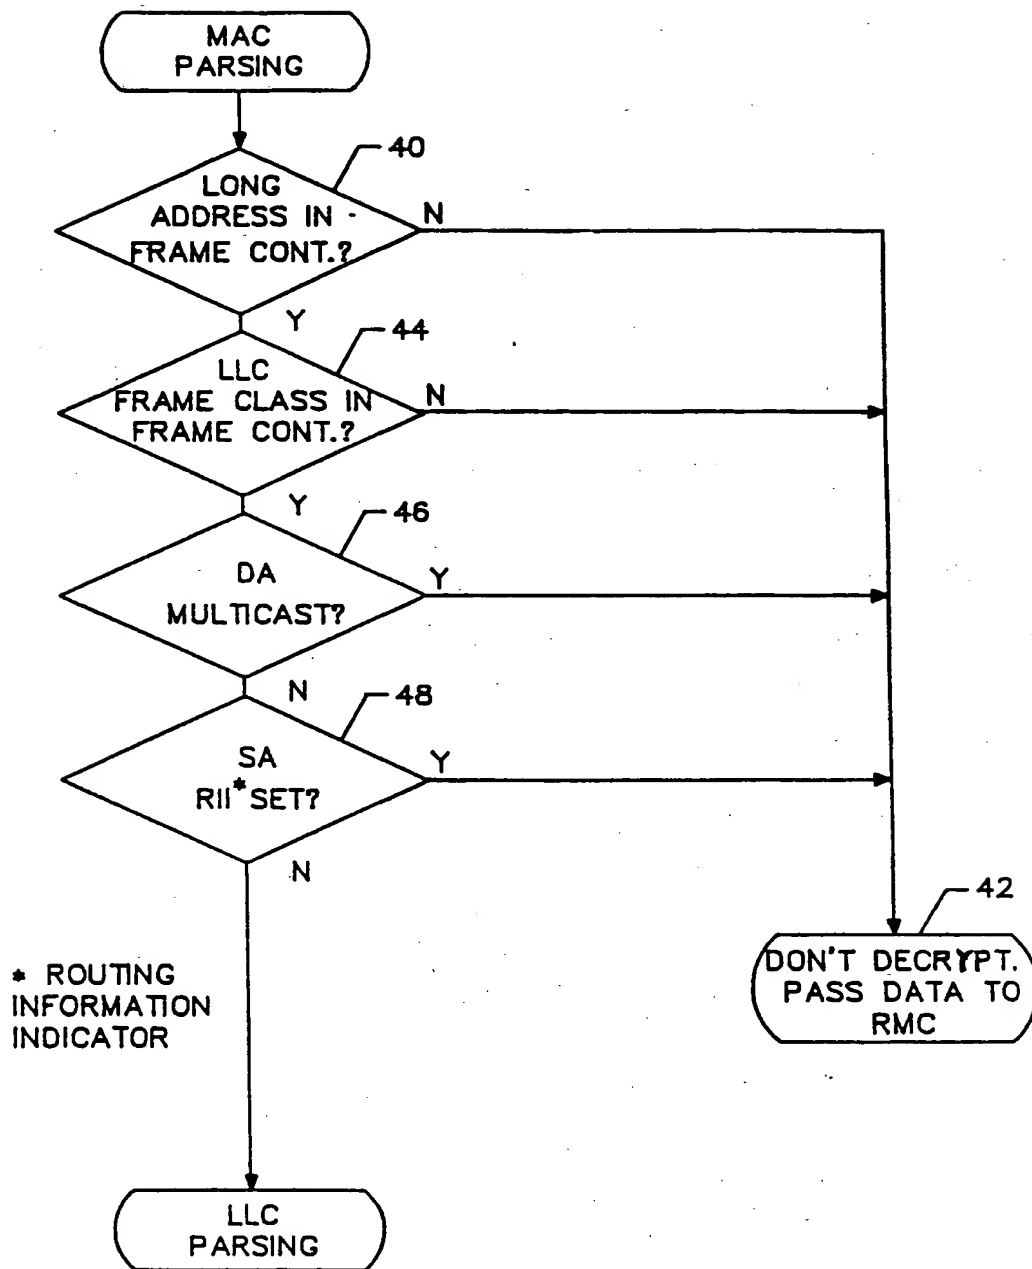 MAC
PARSING
40
LONG
ADDRESS IN
FRAME CONT.?
N
Y
44
LLC
FRAME CLASS IN
FRAME CONT.?
N
Y
46
DA
MULTICAST?
Y
N
48
SA
RII*SET?
Y
N
42
DON'T DECRYPT.
PASS DATA TO
RMC
* ROUTING
INFORMATION
INDICATOR
LLC
PARSING